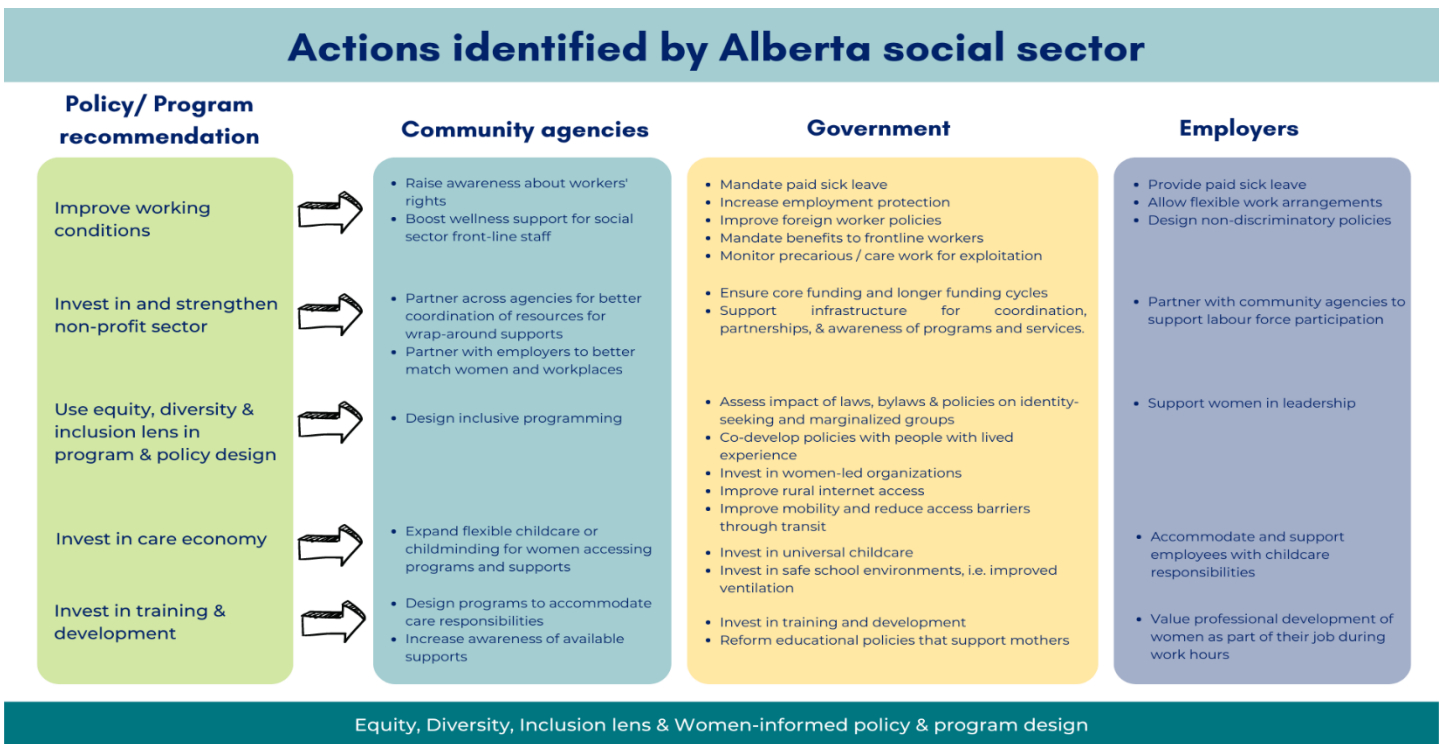 Actions identified by Alberta social sector
Policy/ Program
recommendation
Community agencies
Government
Employers
Improve working
conditions
• Raise awareness about workers'
rights
• Boost wellness support for social
sector front-line staff
• Mandate paid sick leave
• Increase employment protection
• Improve foreign worker policies
• Mandate benefits to frontline workers
• Monitor precarious / care work for exploitation
• Provide paid sick leave
• Allow flexible work arrangements
• Design non-discriminatory policies
Invest in and strengthen
non-profit sector
• Partner across agencies for better
coordination of resources for
wrap-around supports
• Partner with employers to better
match women and workplaces
• Ensure core funding and longer funding cycles
• Support infrastructure for coordination,
partnerships, & awareness of programs and services.
• Partner with community agencies to
support labour force participation
Use equity, diversity &
inclusion lens in
program & policy design
• Design inclusive programming
• Assess impact of laws, bylaws & policies on identity-
seeking and marginalized groups
• Co-develop policies with people with lived
experience
• Invest in women-led organizations
• Improve rural internet access
• Improve mobility and reduce access barriers
through transit
• Support women in leadership
Invest in care economy
• Expand flexible childcare or
childminding for women accessing
programs and supports
• Invest in universal childcare
• Invest in safe school environments, i.e. improved
ventilation
• Accommodate and support
employees with childcare
responsibilities
Invest in training &
development
• Design programs to accommodate
care responsibilities
• Increase awareness of available
supports
• Invest in training and development
• Reform educational policies that support mothers
• Value professional development of
women as part of their job during
work hours
Equity, Diversity, Inclusion lens & Women-informed policy & program design